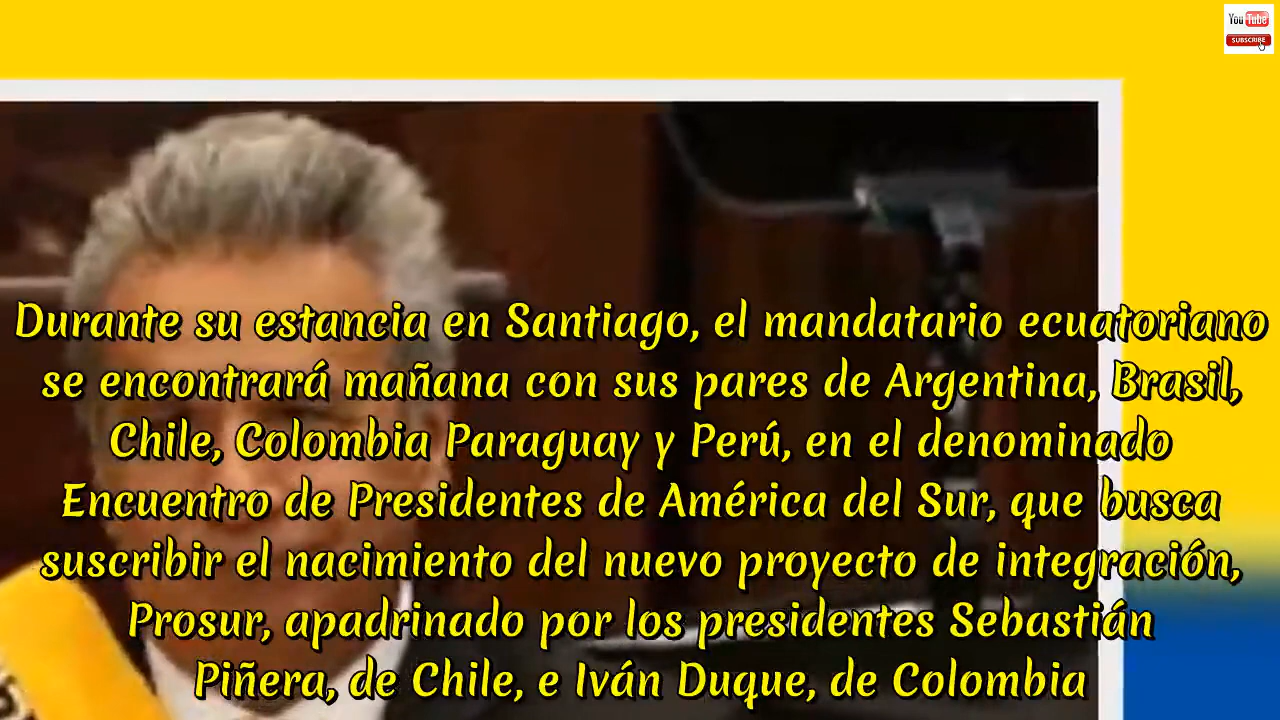 You Tube
SUBSCRIBE
Durante su estancia en Santiago, el mandatario ecuatoriano
se encontrará mañana con sus pares de Argentina, Brasil,
Chile, Colombia Paraguay y Perú, en el denominado
Encuentro de Presidentes de América del Sur, que busca
suscribir el nacimiento del nuevo proyecto de integración,
Prosur, apadrinado por los presidentes Sebastián
Piñera, de Chile, e Iván Duque, de Colombia